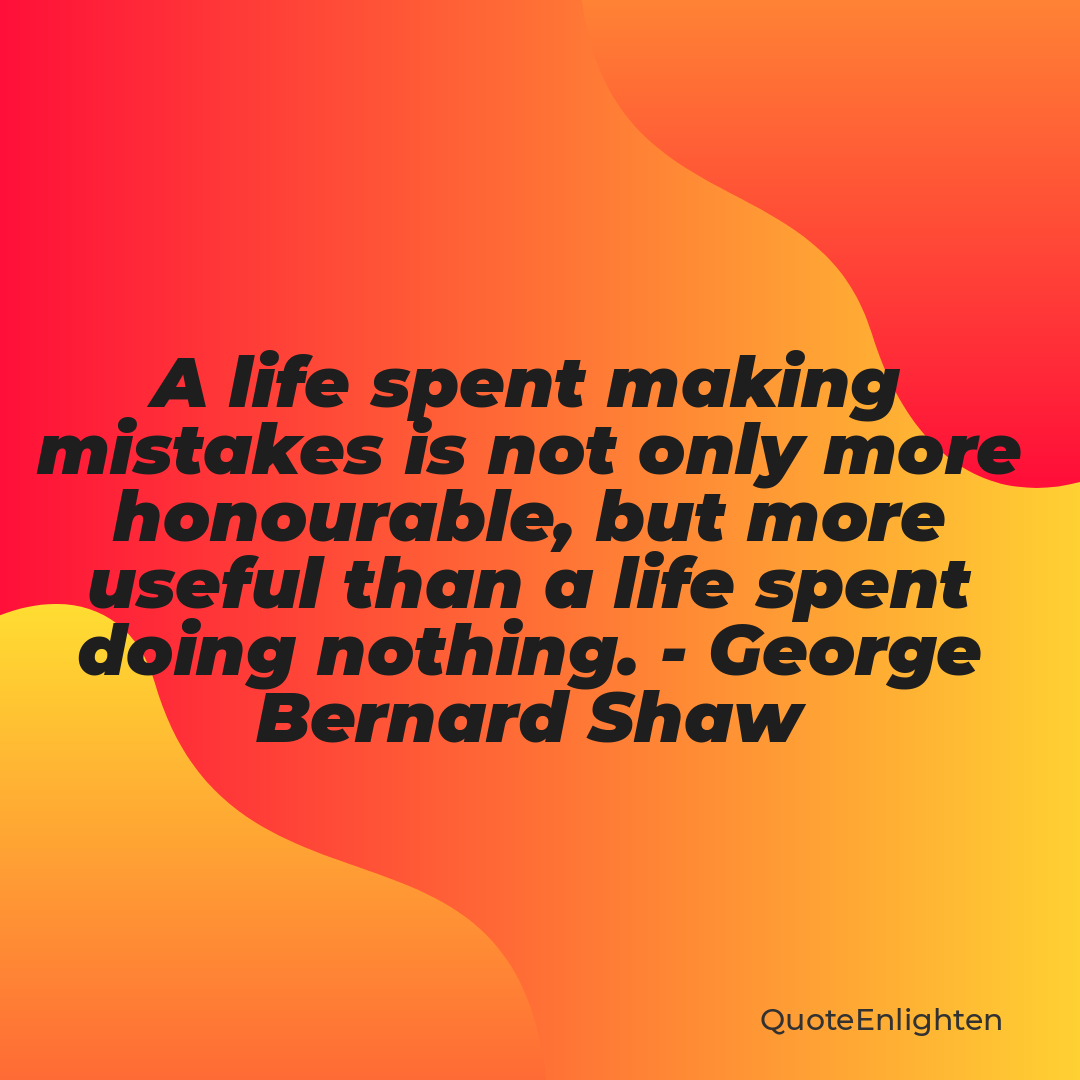 A life spent making
mistakes is not only more
honourable, but more
useful than a life spent
doing nothing. - George
Bernard Shaw
QuoteEnlighten